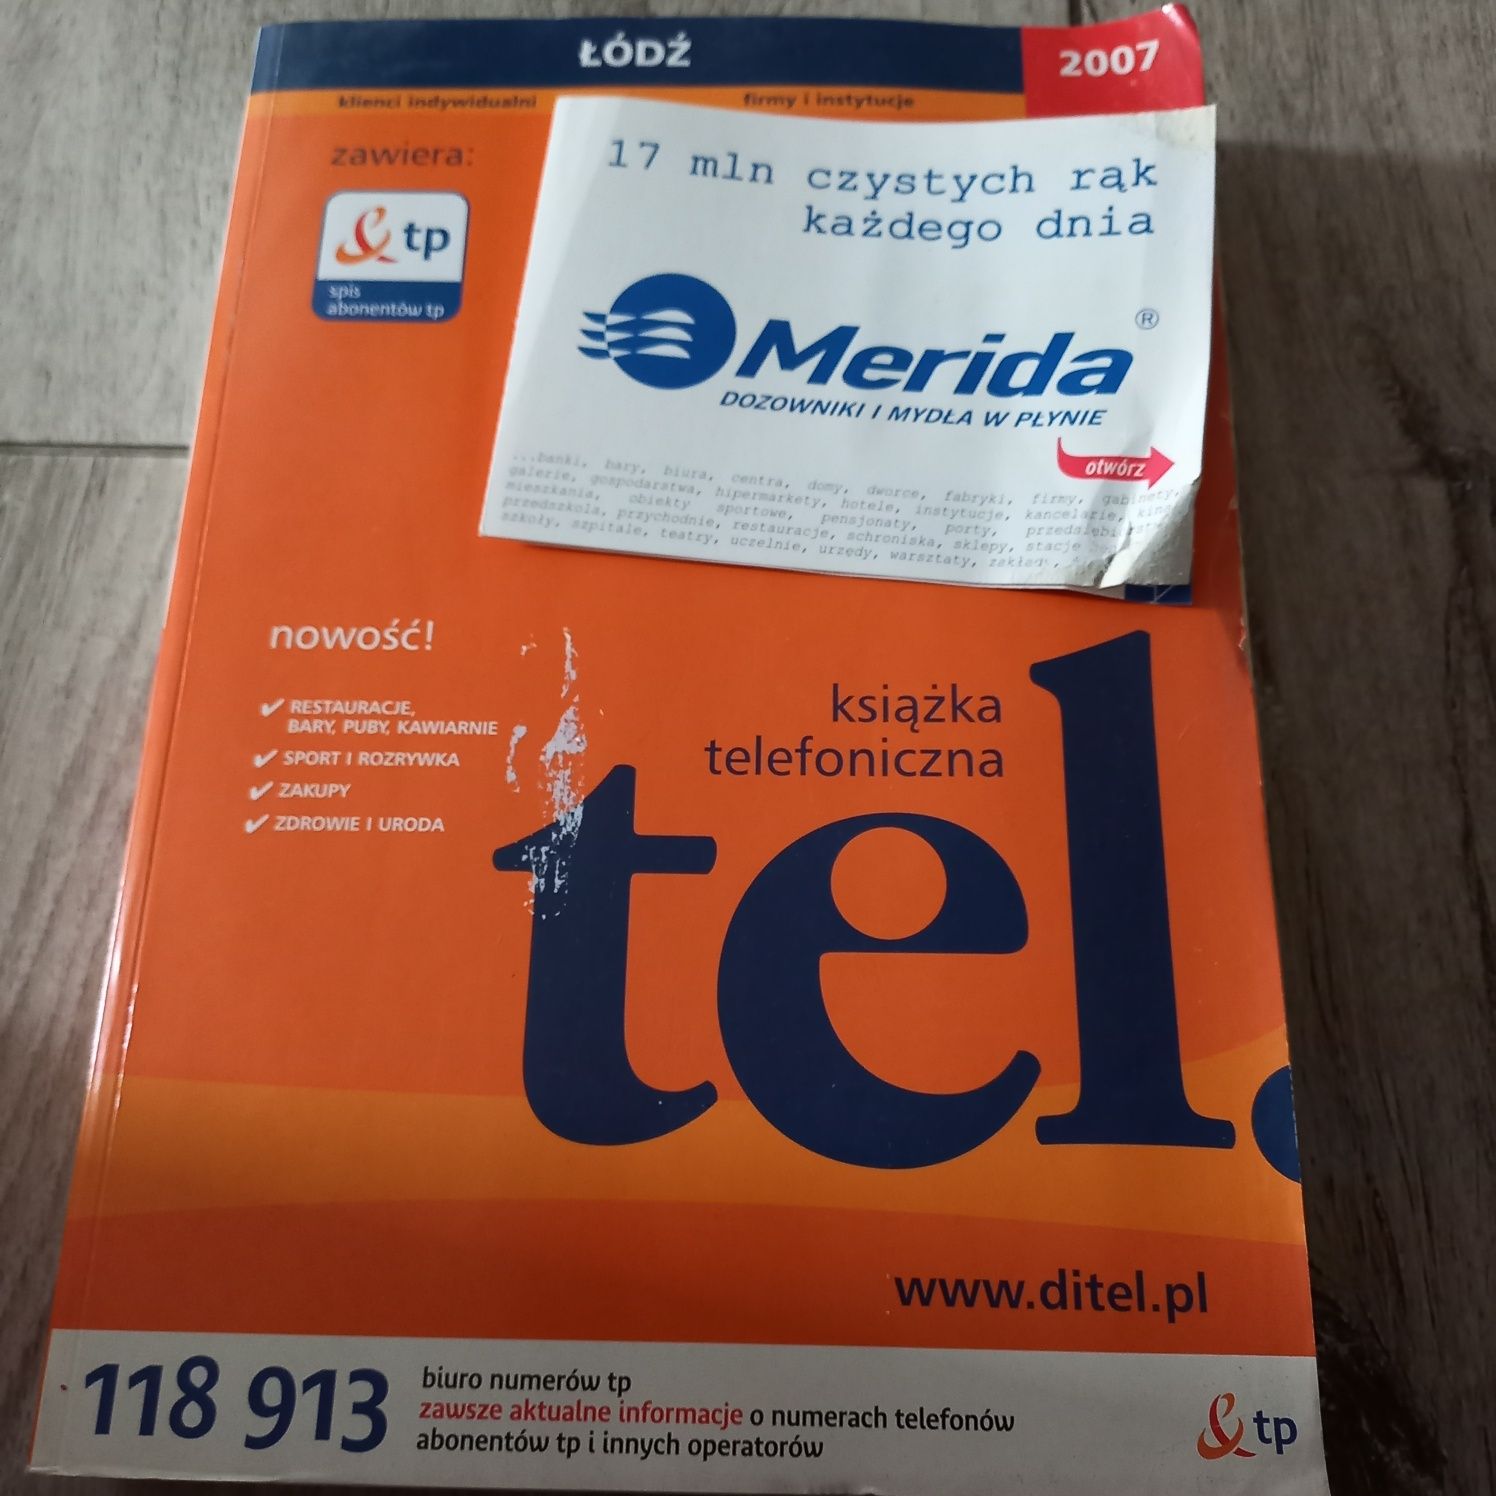 ŁÓDŹ
2007
klienci indywidualni
firmy i instytucje
zawiera:
tp
spis
abonentów tp
17 mln czystych rąk
każdego dnia
Merida®
DOZOWNIKI I MYDŁA W PŁYNIE
otwórz
...banki, bary, biura, centra, domy, dworce, fabryki, firmy, gabinety,
galerie, gospodarstwa, hipermarkety, hotele, instytucje, kancelarie,
mieszkania, obiekty sportowe, pensjonaty, porty,
przedszkola, przychodnie, restauracje, schroniska, sklepy, stacje
szkoły, szpitale, teatry, uczelnie, urzędy, warsztaty,
nowość!
✔ RESTAURACJE,
BARY, PUBY, KAWIARNIE
✔ SPORT I ROZRYWKA
✔ ZAKUPY
✔ ZDROWIE I URODA
książka
telefoniczna
tel.
www.ditel.pl
118 913
biuro numerów tp
zawsze aktualne informacje o numerach telefonów
abonentów tp i innych operatorów
tp